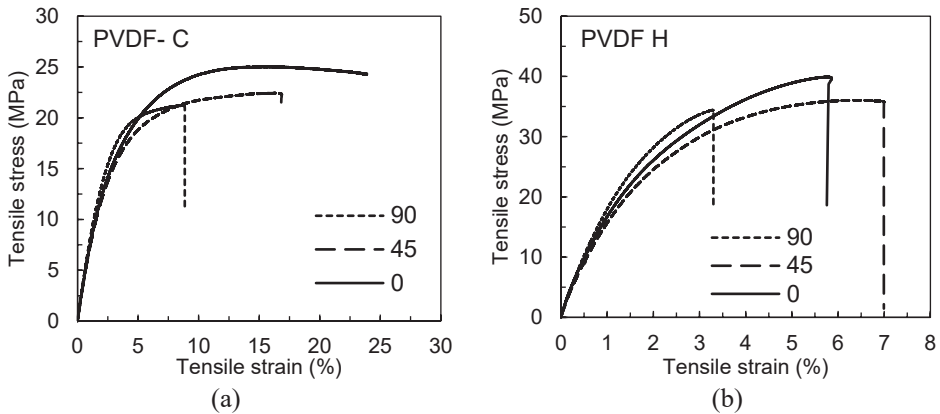 PVDF- C
Tensile stress (MPa)
30
25
20
15
10
5
0
90
45
0
0 5 10 15 20 25 30
Tensile strain (%)
(a)
PVDF H
Tensile stress (MPa)
50
40
30
20
10
0
90
45
0
0 1 2 3 4 5 6 7 8
Tensile strain (%)
(b)